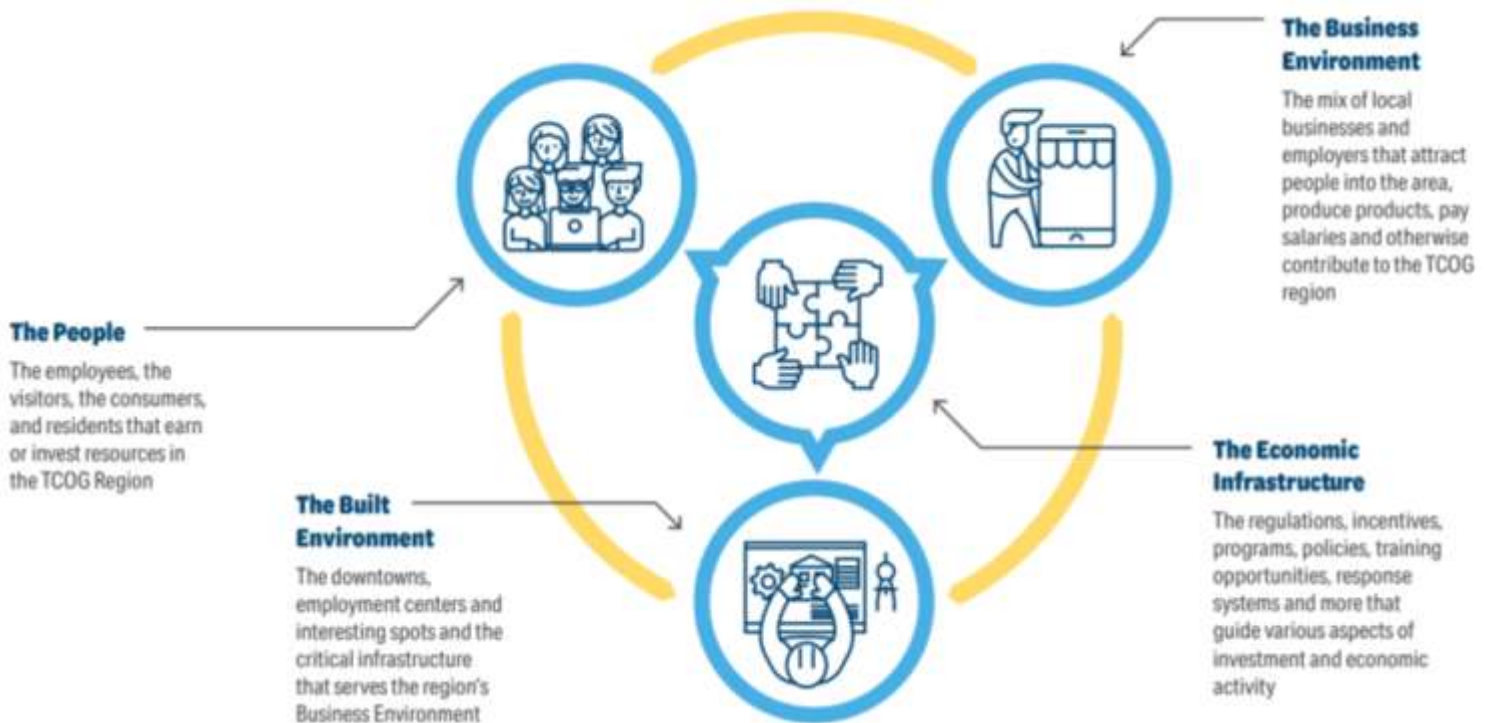 The Business
Environment
The mix of local
businesses and
employers that attract
people into the area,
produce products, pay
salaries and otherwise
contribute to the TCOG
region
The People
The employees, the
visitors, the consumers,
and residents that earn
or invest resources in
the TCOG Region
The Built
Environment
The downtowns,
employment centers and
interesting spots and the
critical infrastructure
that serves the region's
Business Environment
The Economic
Infrastructure
The regulations, incentives,
programs, policies, training
opportunities, response
systems and more that
guide various aspects of
investment and economic
activity